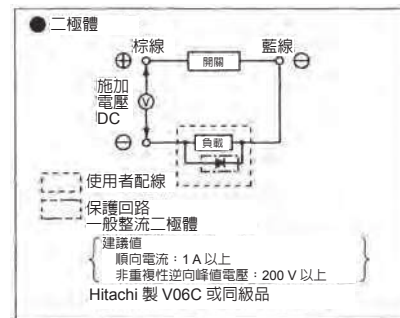 ● 二極體
⊕ 棕線 開關 藍線 ⊖
施加
電壓
DC
V
⊖ 負載
使用者配線
保護回路
一般整流二極體
建議值
順向電流：1 A 以上
非重複性逆向峰值電壓：200 V 以上
Hitachi 製 V06C 或同級品